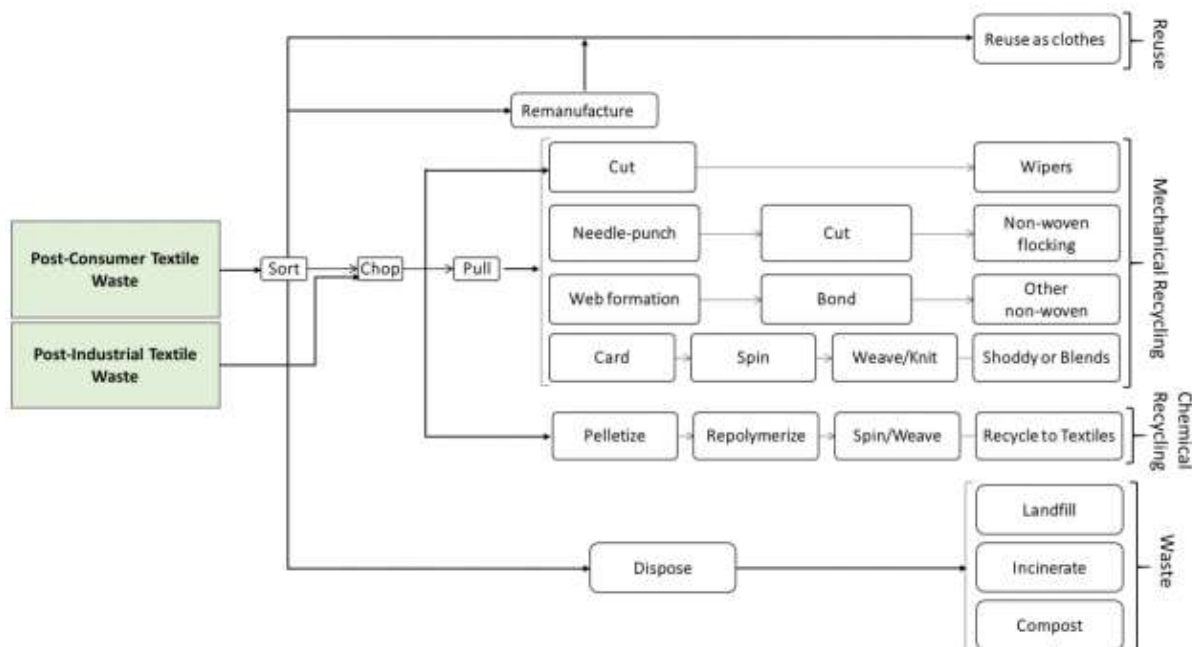 Reuse as clothes
Reuse
Remanufacture
Cut
Wipers
Needle-punch
Cut
Non-woven
flocking
Mechanical Recycling
Post-Consumer Textile
Waste
Sort
Chop
Pull
Web formation
Bond
Other
non-woven
Post-Industrial Textile
Waste
Card
Spin
Weave/Knit
Shoddy or Blends
Pelletize
Repolymerize
Spin/Weave
Recycle to Textiles
Chemical
Recycling
Landfill
Dispose
Incinerate
Waste
Compost